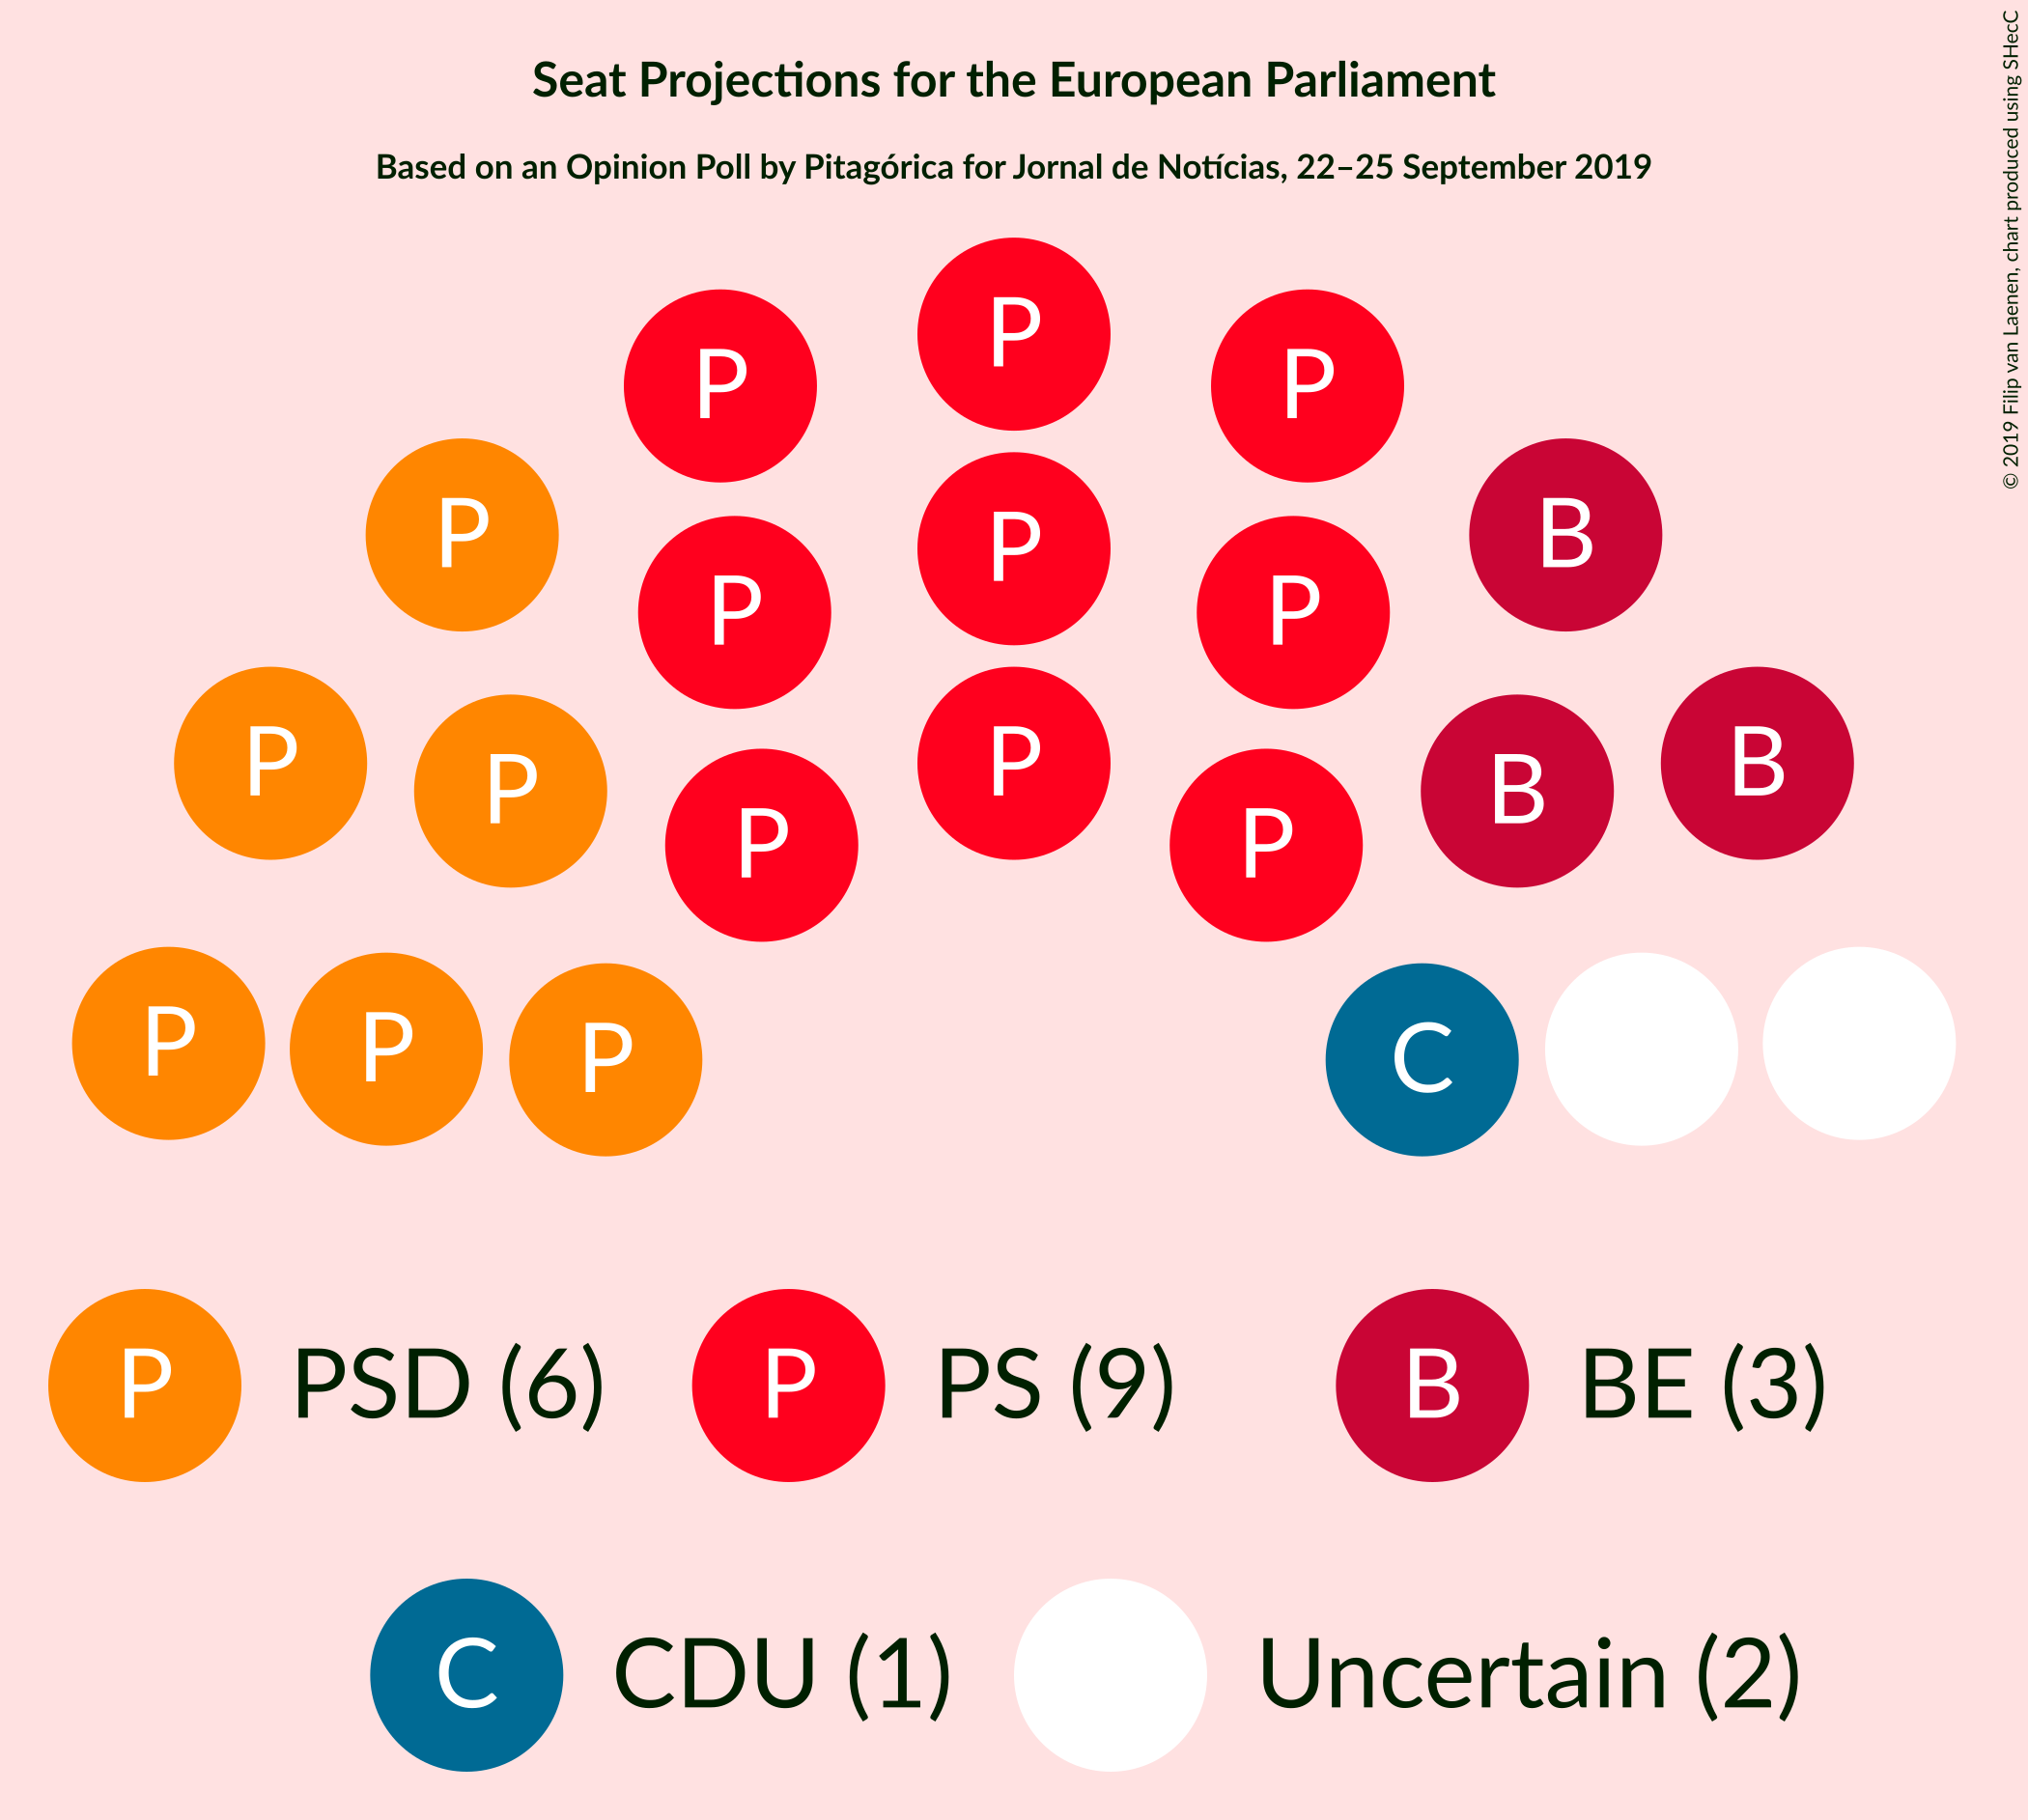 Seat Projections for the European Parliament
Based on an Opinion Poll by Pitagórica for Jornal de Notícias, 22–25 September 2019
© 2019 Filip van Laenen, chart produced using SHecC
P
P P
P B
P
P P
P P B B
P
P P
P P P C
P PSD (6) P PS (9) B BE (3)
C CDU (1) Uncertain (2)